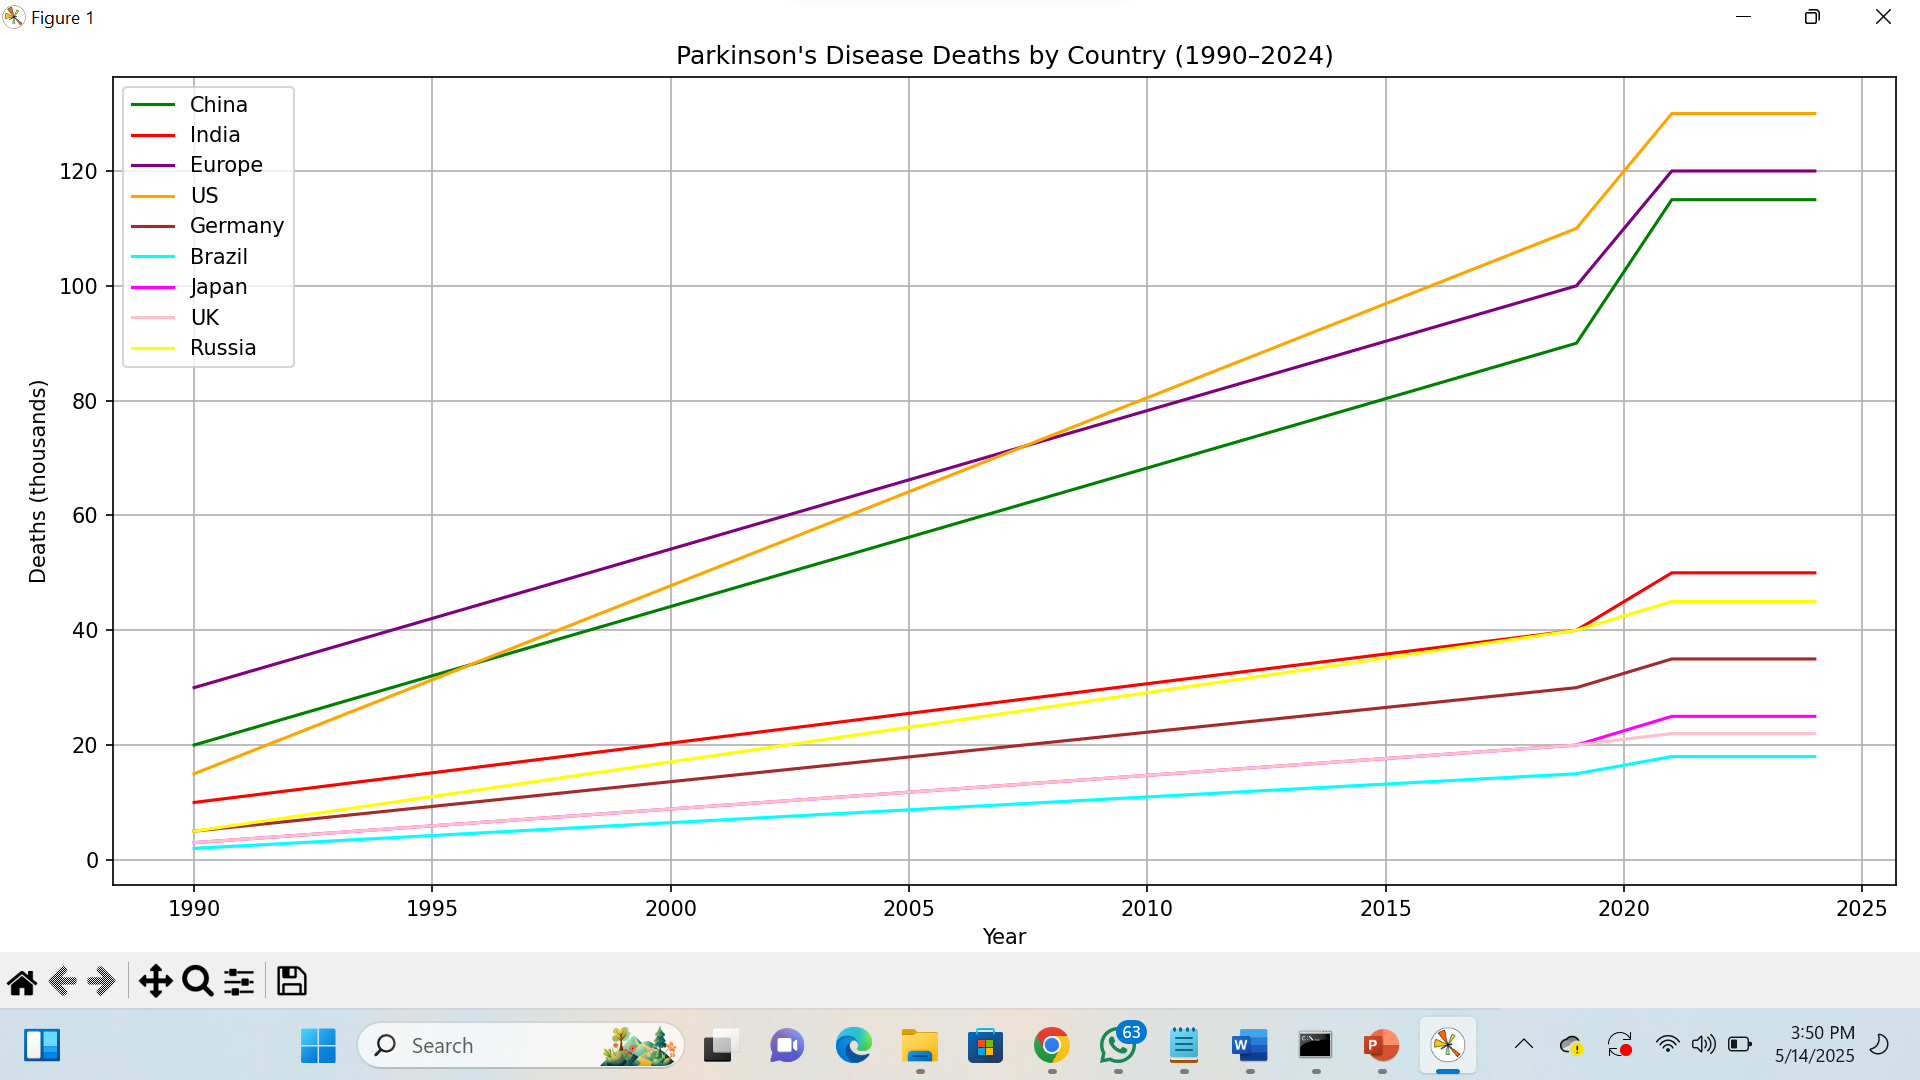 Figure 1
Parkinson's Disease Deaths by Country (1990–2024)
China
India
Europe
US
Germany
Brazil
Japan
UK
Russia
Deaths (thousands)
120
100
80
60
40
20
0
1990 1995 2000 2005 2010 2015 2020 2025
Year
Search
63
W
C:\
P
3:50 PM
5/14/2025